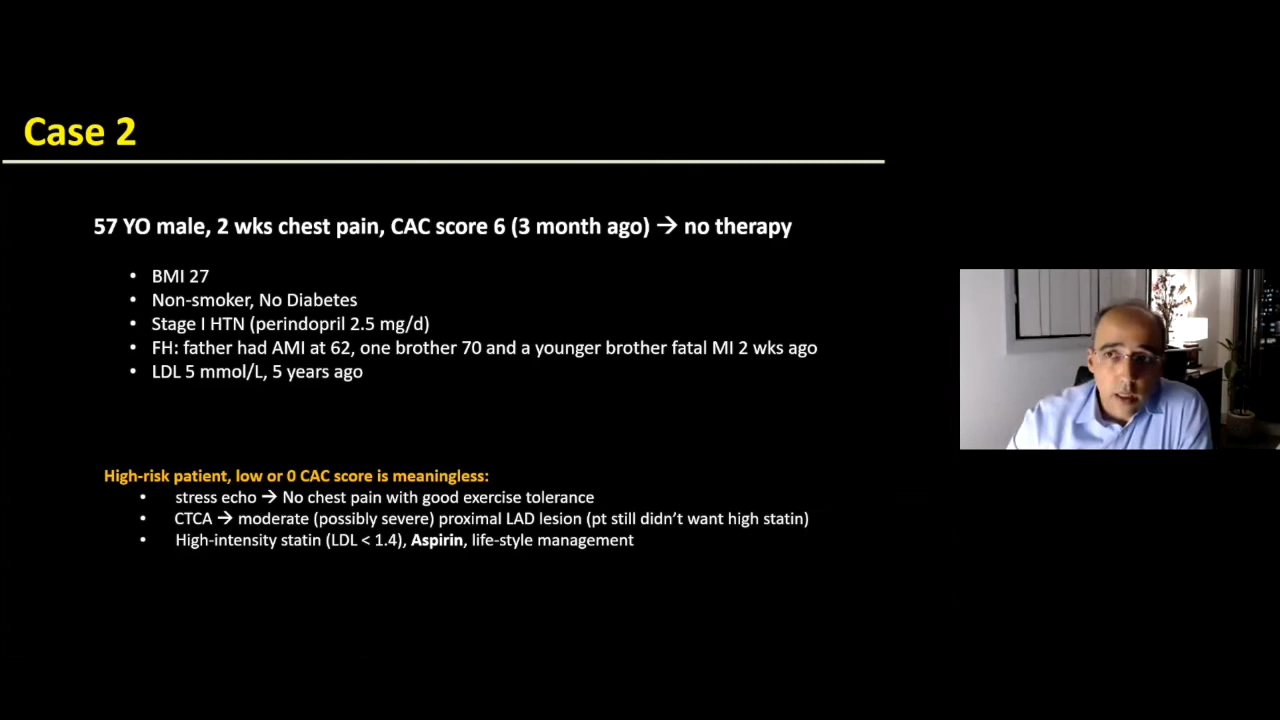 Case 2
57 YO male, 2 wks chest pain, CAC score 6 (3 month ago) → no therapy
• BMI 27
• Non-smoker, No Diabetes
• Stage I HTN (perindopril 2.5 mg/d)
• FH: father had AMI at 62, one brother 70 and a younger brother fatal MI 2 wks ago
• LDL 5 mmol/L, 5 years ago
High-risk patient, low or 0 CAC score is meaningless:
• stress echo → No chest pain with good exercise tolerance
• CTCA → moderate (possibly severe) proximal LAD lesion (pt still didn’t want high statin)
• High-intensity statin (LDL < 1.4), Aspirin, life-style management